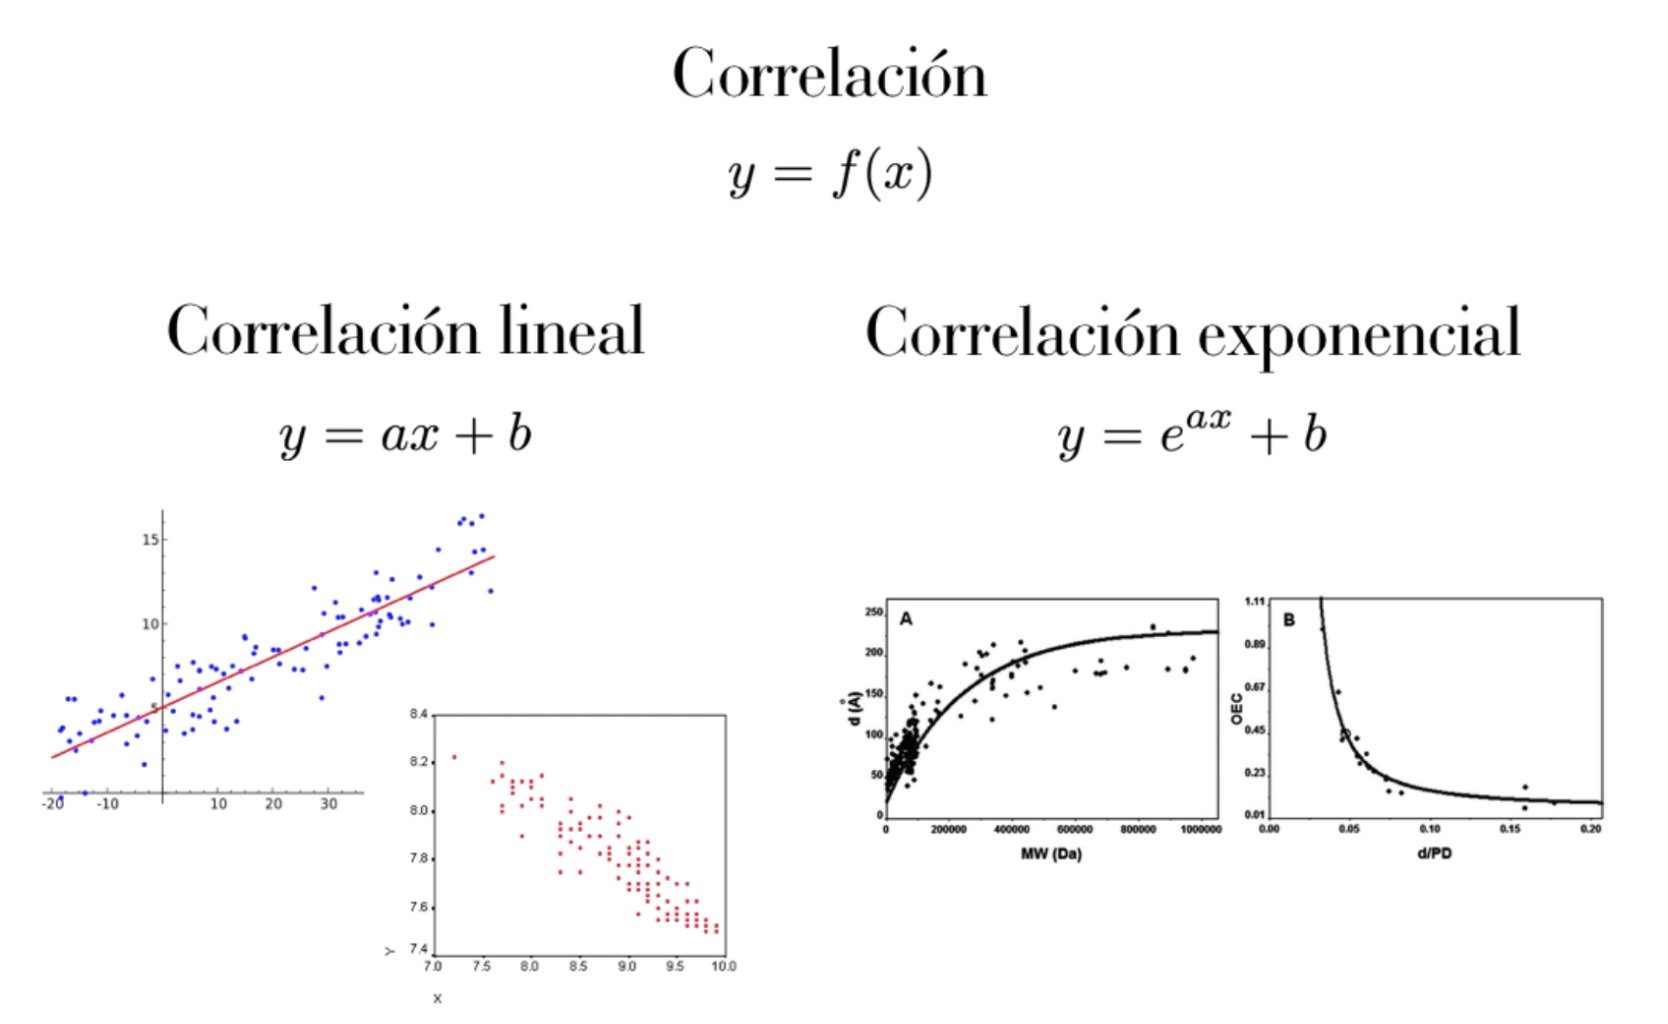 Correlación
y = f(x)
Correlación lineal
y = ax + b
15
10
5
-20 -10 10 20 30
8.4
8.2
8.0
7.8
7.6
7.4
Y
7.0 7.5 8.0 8.5 9.0 9.5 10.0
X
Correlación exponencial
y = e^{ax} + b
A
250
200
150
100
50
0
d (Å)
0 200000 400000 600000 800000 1000000
MW (Da)
B
1.11
0.89
0.67
0.45
0.23
0.01
OEC
0.00 0.05 0.10 0.15 0.20
d/PD